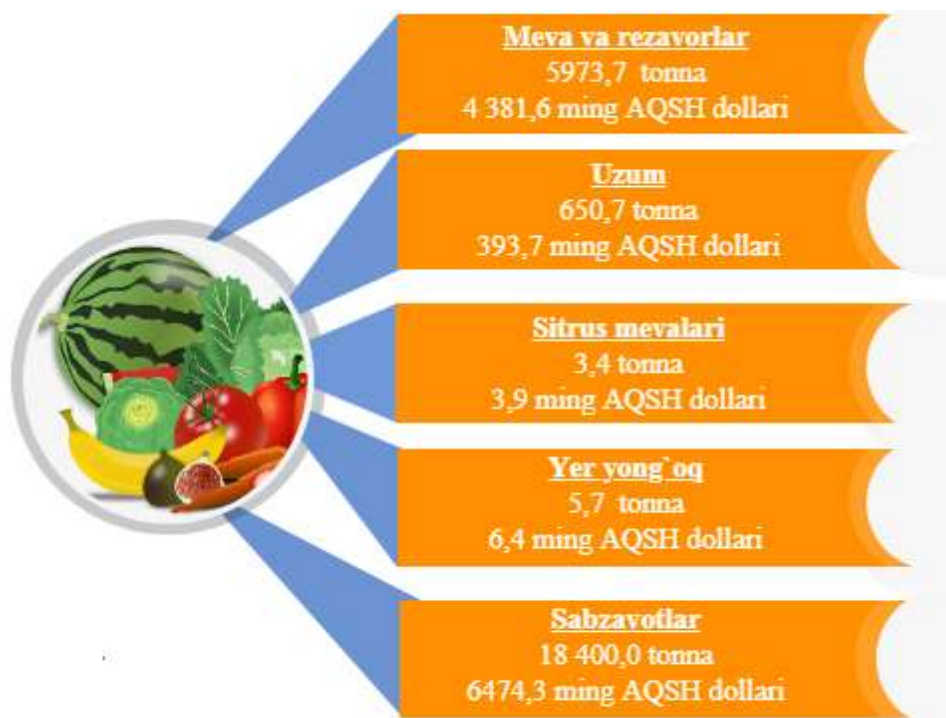 Meva va rezavorlar
5973,7 tonna
4 381,6 ming AQSH dollari
Uzum
650,7 tonna
393,7 ming AQSH dollari
Sitrus mevalari
3,4 tonna
3,9 ming AQSH dollari
Yer yong`oq
5,7 tonna
6,4 ming AQSH dollari
Sabzavotlar
18 400,0 tonna
6474,3 ming AQSH dollari